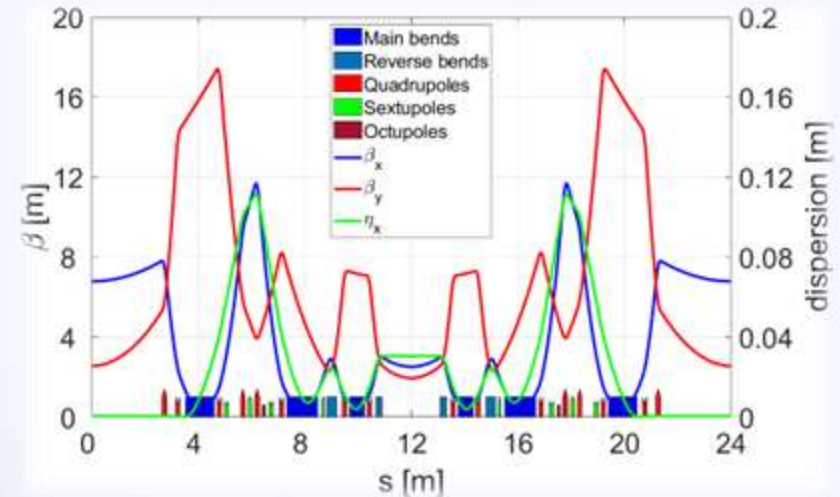 20
16
12
8
4
0
β [m]
Main bends
Reverse bends
Quadrupoles
Sextupoles
Octupoles
βx
βy
ηx
0.2
0.16
0.12
0.08
0.04
0
dispersion [m]
0 4 8 12 16 20 24
s [m]